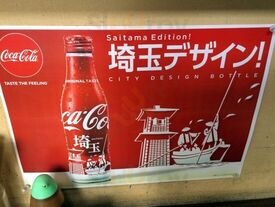 Saitama Edition!
埼玉デザイン!
CITY DESIGN BOTTLE
Coca-Cola
TASTE THE FEELING
ORIGINAL TASTE
Coca-Cola
埼玉